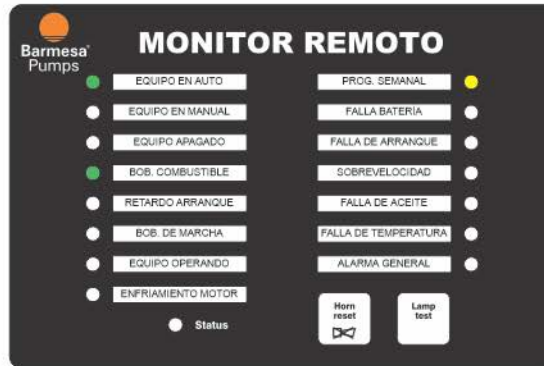 Barmesa
Pumps
MONITOR REMOTO
EQUIPO EN AUTO
EQUIPO EN MANUAL
EQUIPO APAGADO
BOB. COMBUSTIBLE
RETARDO ARRANQUE
BOB. DE MARCHA
EQUIPO OPERANDO
ENFRIAMIENTO MOTOR
Status
PROG. SEMANAL
FALLA BATERÍA
FALLA DE ARRANQUE
SOBREVELOCIDAD
FALLA DE ACEITE
FALLA DE TEMPERATURA
ALARMA GENERAL
Horn
reset
Lamp
test